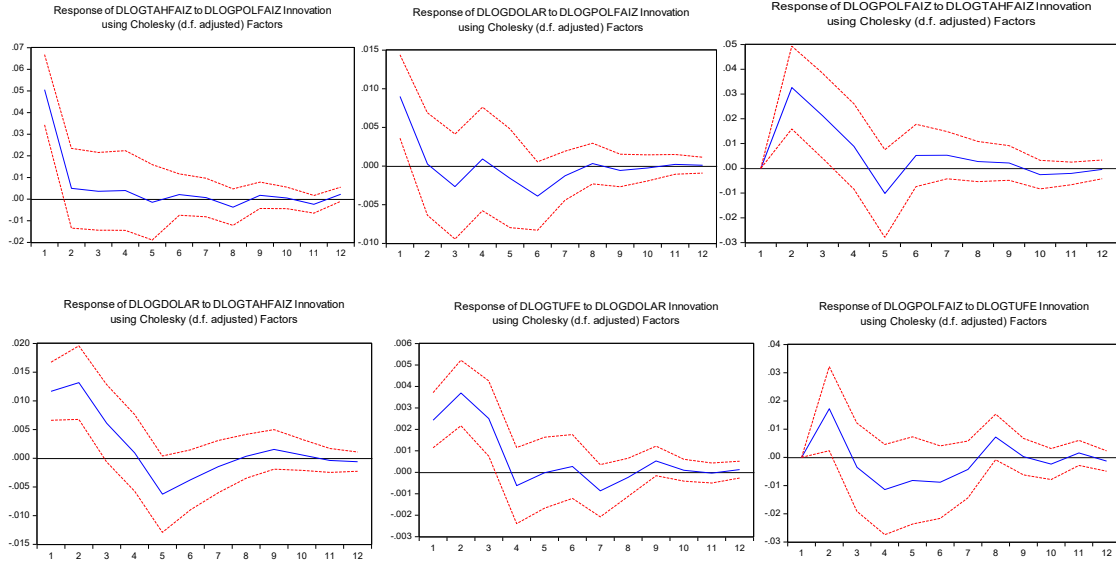 Response of DLOGTAHFAIZ to DLOGPOLFAIZ Innovation
using Cholesky (d.f. adjusted) Factors
.07
.06
.05
.04
.03
.02
.01
.00
-.01
-.02
1 2 3 4 5 6 7 8 9 10 11 12
Response of DLOGDOLAR to DLOGPOLFAIZ Innovation
using Cholesky (d.f. adjusted) Factors
.015
.010
.005
.000
-.005
-.010
1 2 3 4 5 6 7 8 9 10 11 12
Response of DLOGPOLFAIZ to DLOGTAHFAIZ Innovation
using Cholesky (d.f. adjusted) Factors
.05
.04
.03
.02
.01
.00
-.01
-.02
-.03
1 2 3 4 5 6 7 8 9 10 11 12
Response of DLOGDOLAR to DLOGTAHFAIZ Innovation
using Cholesky (d.f. adjusted) Factors
.020
.015
.010
.005
.000
-.005
-.010
-.015
1 2 3 4 5 6 7 8 9 10 11 12
Response of DLOGTUFE to DLOGDOLAR Innovation
using Cholesky (d.f. adjusted) Factors
.006
.005
.004
.003
.002
.001
.000
-.001
-.002
-.003
1 2 3 4 5 6 7 8 9 10 11 12
Response of DLOGPOLFAIZ to DLOGTUFE Innovation
using Cholesky (d.f. adjusted) Factors
.04
.03
.02
.01
.00
-.01
-.02
-.03
1 2 3 4 5 6 7 8 9 10 11 12